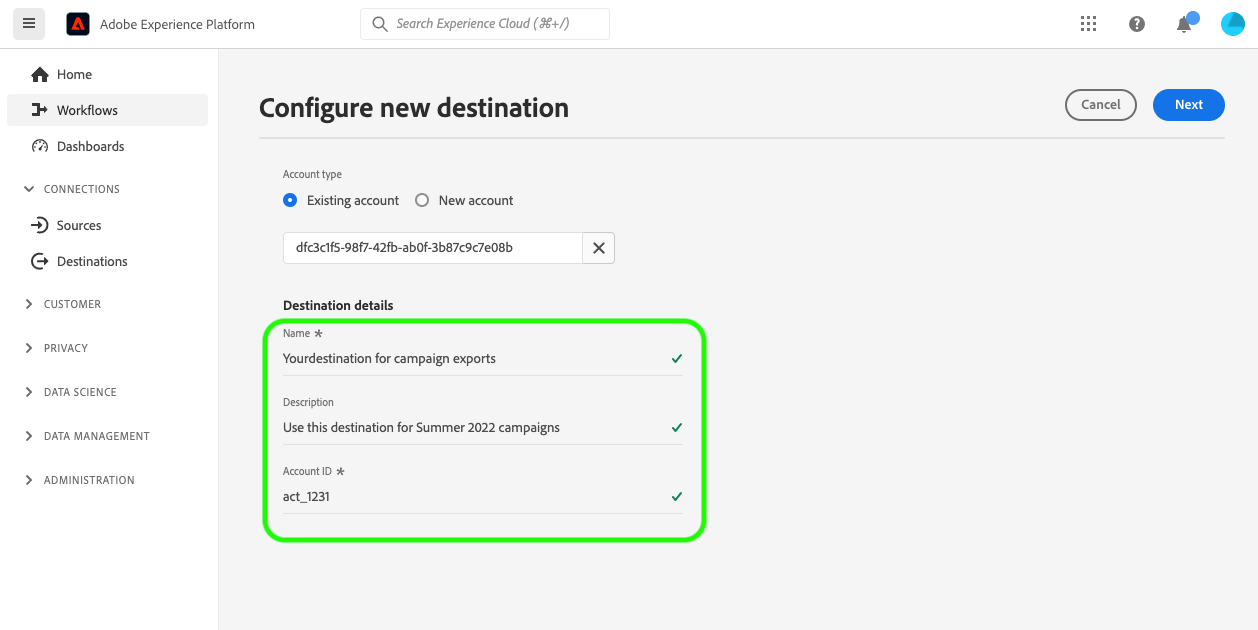 Adobe Experience Platform
Search Experience Cloud (⌘+/)
Home
Workflows
Dashboards
CONNECTIONS
Sources
Destinations
CUSTOMER
PRIVACY
DATA SCIENCE
DATA MANAGEMENT
ADMINISTRATION
Configure new destination
Cancel
Next
Account type
Existing account
New account
dfc3c1f5-98f7-42fb-ab0f-3b87c9c7e08b
Destination details
Name *
Yourdestination for campaign exports
Description
Use this destination for Summer 2022 campaigns
Account ID *
act_1231